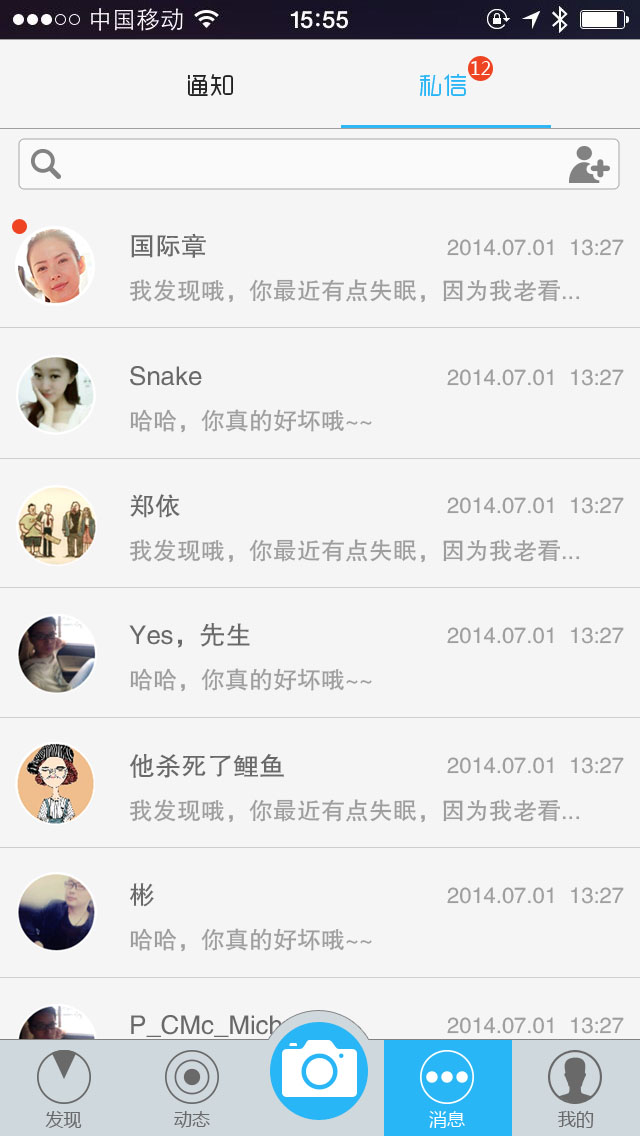 中国移动 15:55
通知 私信 12
国际章 2014.07.01 13:27
我发现哦，你最近有点失眠，因为我老看...
Snake 2014.07.01 13:27
哈哈，你真的好坏哦~~
郑依 2014.07.01 13:27
我发现哦，你最近有点失眠，因为我老看...
Yes，先生 2014.07.01 13:27
哈哈，你真的好坏哦~~
他杀死了鲤鱼 2014.07.01 13:27
我发现哦，你最近有点失眠，因为我老看...
彬 2014.07.01 13:27
哈哈，你真的好坏哦~~
P_CMc_Mich 2014.07.01 13:27
发现 动态 消息 我的